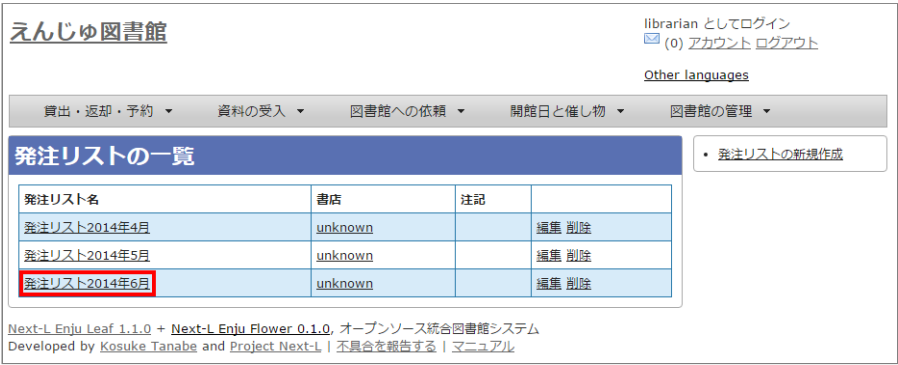 えんじゅ図書館
librarian としてログイン
(0) アカウント ログアウト
Other languages
貸出・返却・予約 ▼ 資料の受入 ▼ 図書館への依頼 ▼ 開館日と催し物 ▼ 図書館の管理 ▼
発注リストの一覧
• 発注リストの新規作成
発注リスト名 書店 注記
発注リスト2014年4月 unknown 編集 削除
発注リスト2014年5月 unknown 編集 削除
発注リスト2014年6月 unknown 編集 削除
Next-L Enju Leaf 1.1.0 + Next-L Enju Flower 0.1.0, オープンソース統合図書館システム
Developed by Kosuke Tanabe and Project Next-L | 不具合を報告する | マニュアル